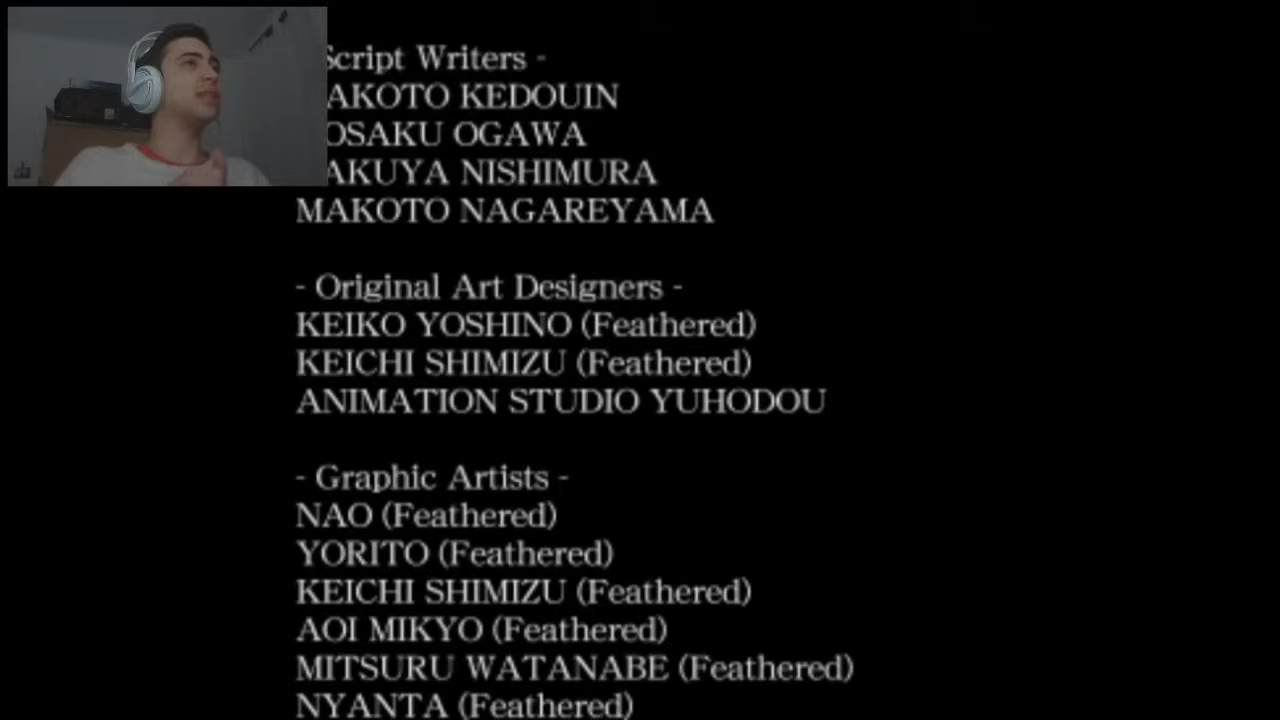 Script Writers -
AKOTO KEDOUIN
OSAKU OGAWA
AKUYA NISHIMURA
MAKOTO NAGAREYAMA
- Original Art Designers -
KEIKO YOSHINO (Feathered)
KEICHI SHIMIZU (Feathered)
ANIMATION STUDIO YUHODOU
- Graphic Artists -
NAO (Feathered)
YORITO (Feathered)
KEICHI SHIMIZU (Feathered)
AOI MIKYO (Feathered)
MITSURU WATANABE (Feathered)
NYANTA (Feathered)